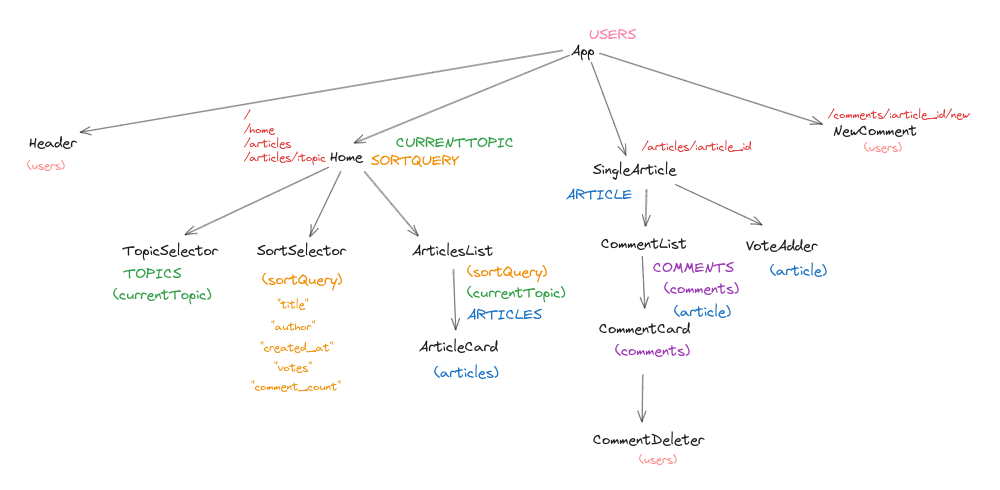 USERS
App
Header
(users)
/
/home
/articles
/articles/:topic
Home
CURRENTTOPIC
SORTQUERY
/articles/:article_id
SingleArticle
ARTICLE
/comments/:article_id/new
NewComment
(users)
TopicSelector
TOPICS
(currentTopic)
SortSelector
(sortQuery)
"title"
"author"
"created_at"
"votes"
"comment_count"
ArticlesList
(sortQuery)
(currentTopic)
ARTICLES
ArticleCard
(articles)
CommentList
COMMENTS
(comments)
(article)
VoteAdder
(article)
CommentCard
(comments)
CommentDeleter
(users)